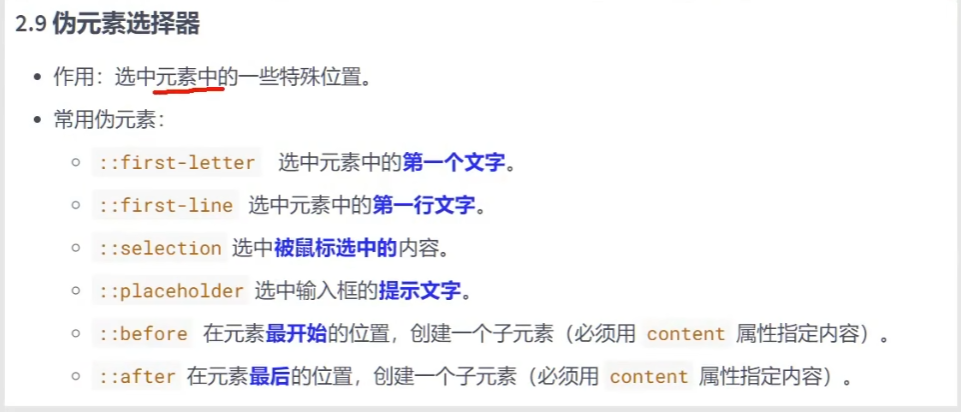 2.9 伪元素选择器
作用：选中元素中的一些特殊位置。
常用伪元素：
::first-letter 选中元素中的第一个文字。
::first-line 选中元素中的第一行文字。
::selection 选中被鼠标选中的内容。
::placeholder 选中输入框的提示文字。
::before 在元素最开始的位置，创建一个子元素（必须用 content 属性指定内容）。
::after 在元素最后的位置，创建一个子元素（必须用 content 属性指定内容）。